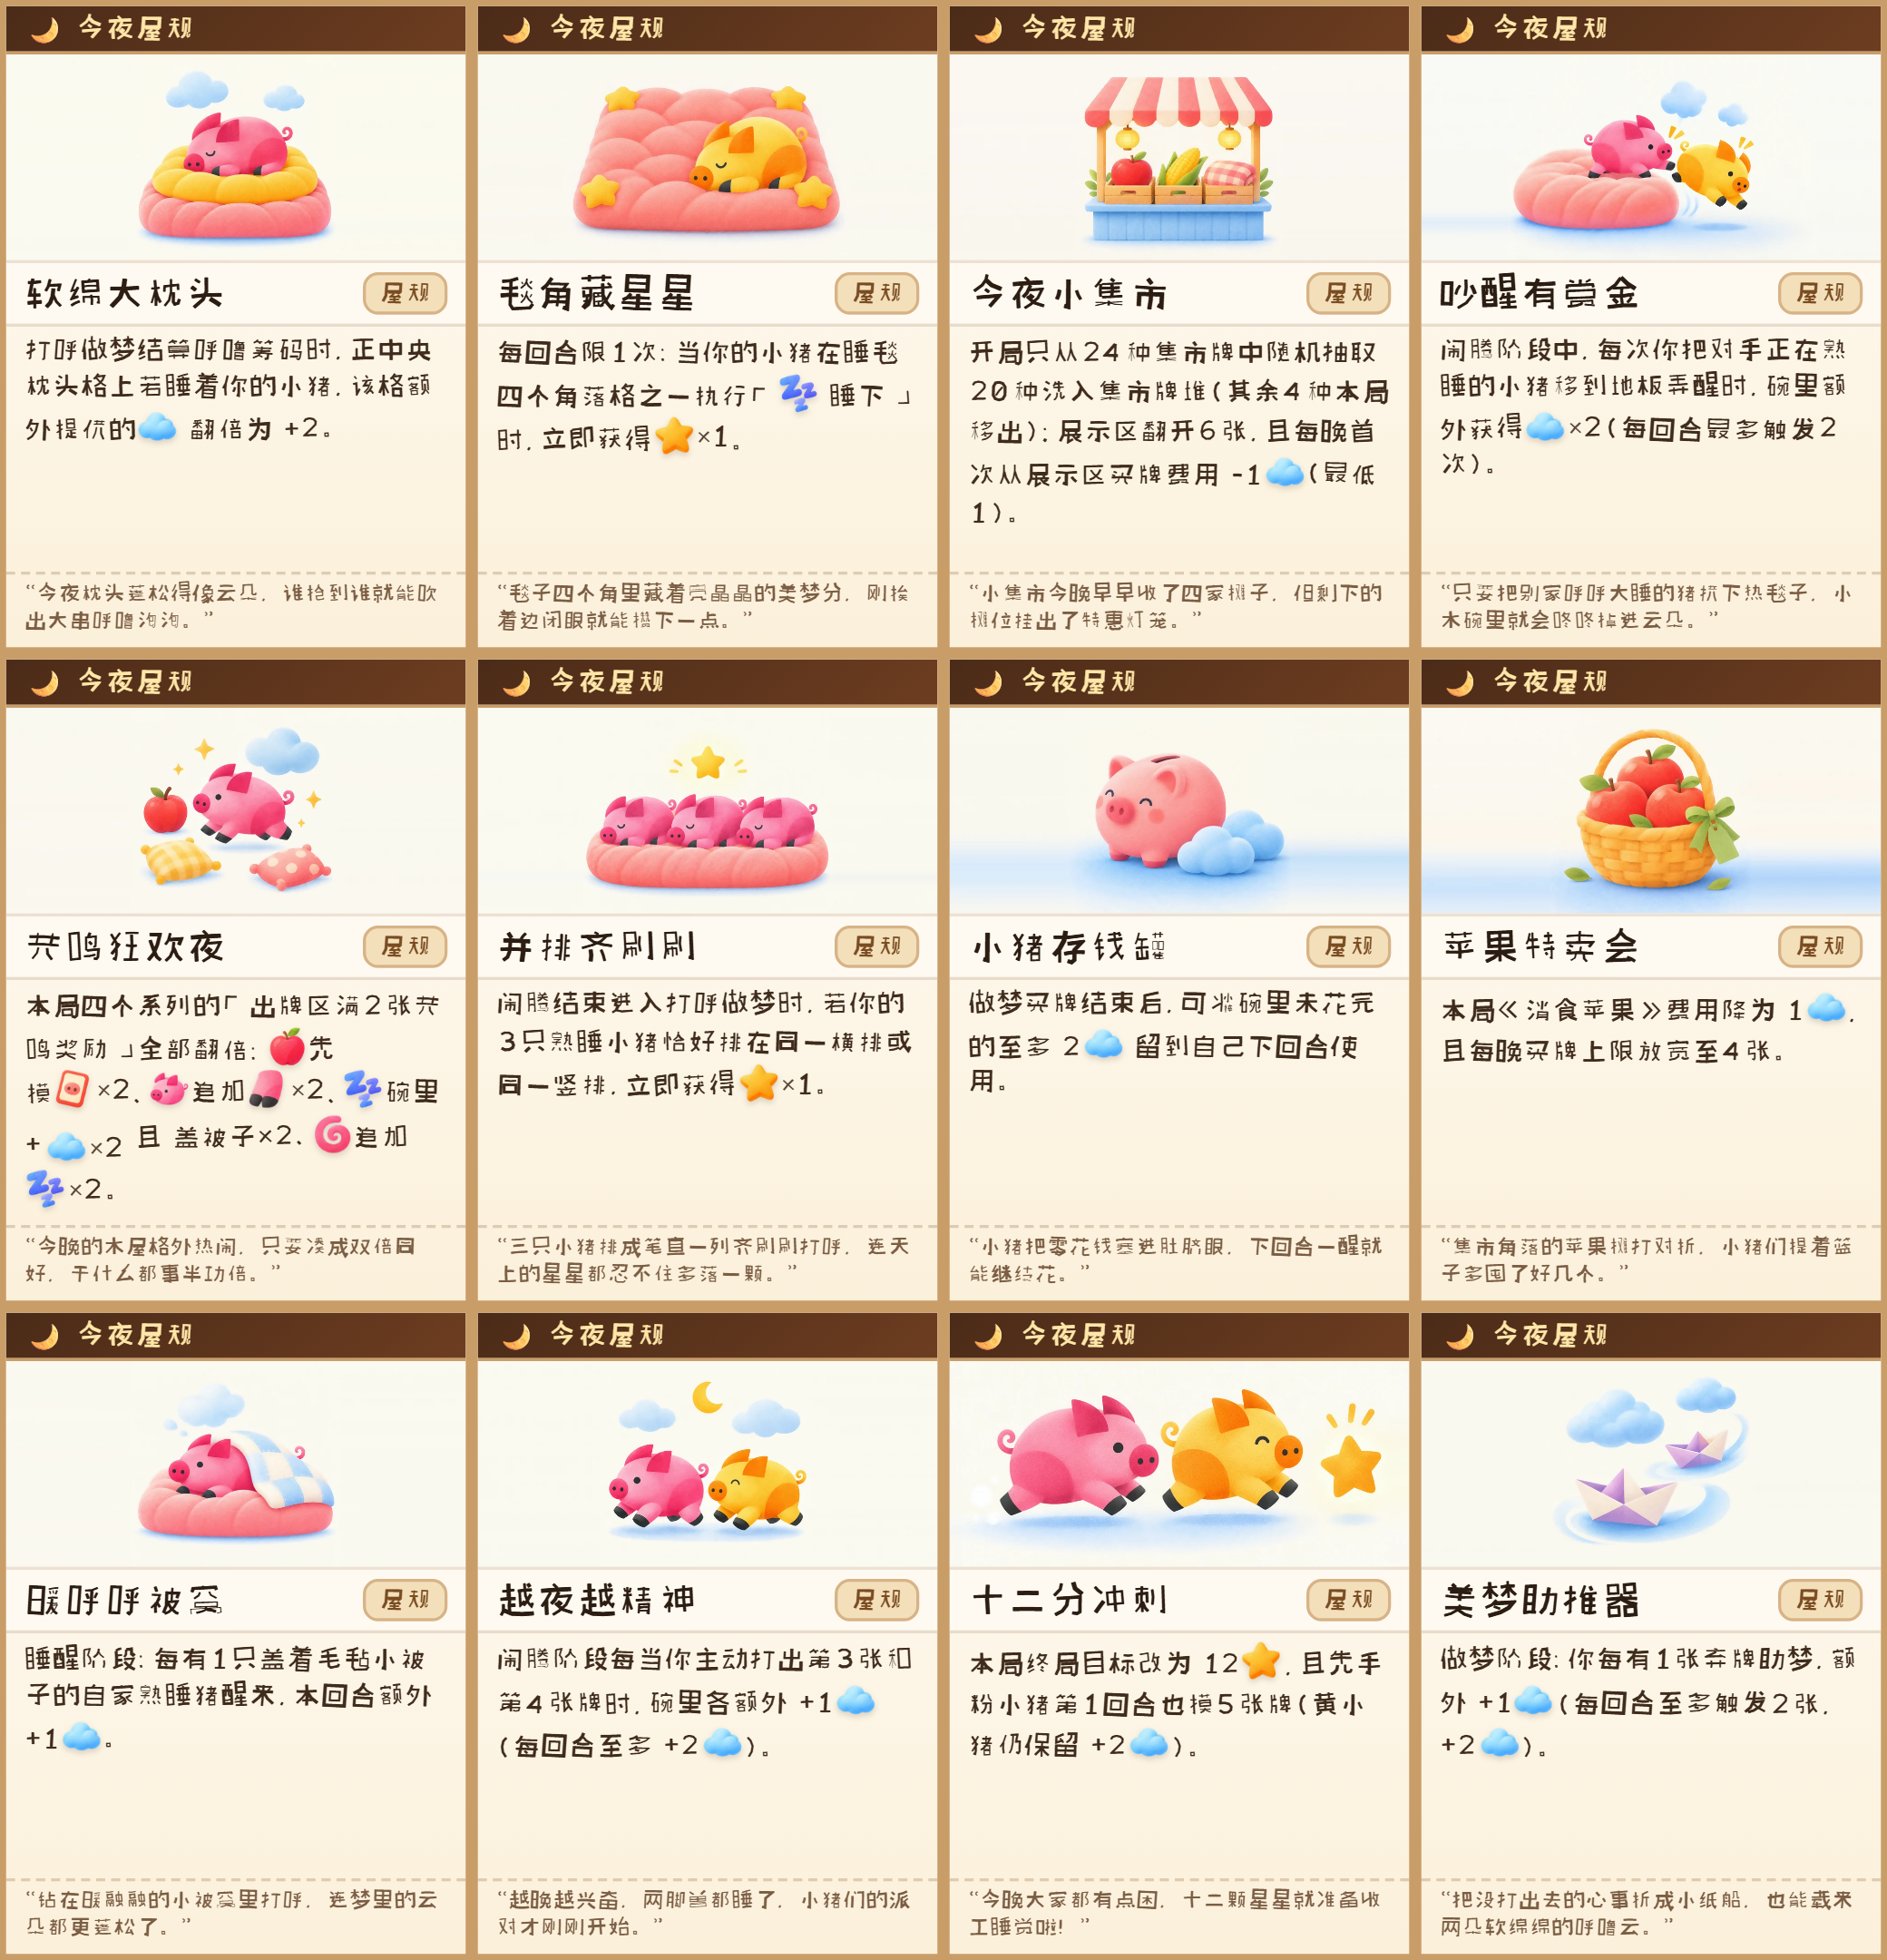 今夜屋规
软绵大枕头
屋规
打呼做梦结算呼噜筹码时，正中央
枕头格上若睡着你的小猪，该格额
外提供的 翻倍为 +2。
“今夜枕头蓬松得像云朵，谁抢到谁就能吹
出大串呼噜泡泡。”
今夜屋规
毯角藏星星
屋规
每回合限1次：当你的小猪在睡毯
四个角落格之一执行「 睡下 」
时，立即获得 ×1。
“毯子四个角里藏着亮晶晶的美梦分，刚挨
着边闭眼就能攒下一点。”
今夜屋规
今夜小集市
屋规
开局只从24种集市牌中随机抽取
20种洗入集市牌堆（其余4种本局
移出）；展示区翻开6张，且每晚首
次从展示区买牌费用 -1 （最低
1）。
“小集市今晚早早收了四家摊子，但剩下的
摊位挂出了特惠灯笼。”
今夜屋规
吵醒有赏金
屋规
闹腾阶段中，每次你把对手正在熟
睡的小猪移到地板弄醒时，碗里额
外获得 ×2（每回合最多触发2
次）。
“只要把别家呼呼大睡的猪扰下热毯子，小
木碗里就会咚咚掉进云朵。”
今夜屋规
共鸣狂欢夜
屋规
本局四个系列的「 出牌区满2张共
鸣奖励 」全部翻倍： 先
摸 ×2、 追加 ×2、 碗里
+ ×2 且 盖被子×2、 追加
×2。
“今晚的木屋格外热闹，只要凑成双倍同
好，干什么都事半功倍。”
今夜屋规
并排齐刷刷
屋规
闹腾结束进入打呼做梦时，若你的
3只熟睡小猪恰好排在同一横排或
同一竖排，立即获得 ×1。
“三只小猪排成笔直一列齐刷刷打呼，连天
上的星星都忍不住多落一颗。”
今夜屋规
小猪存钱罐
屋规
做梦买牌结束后，可将碗里未花完
的至多 2 留到自己下回合使
用。
“小猪把零花钱塞进肚脐眼，下回合一醒就
能继续花。”
今夜屋规
苹果特卖会
屋规
本局《消食苹果》费用降为 1 ，
且每晚买牌上限放宽至4张。
“集市角落的苹果摊打对折，小猪们提着篮
子多囤了好几个。”
今夜屋规
暖呼呼被窝
屋规
睡醒阶段：每有1只盖着毛毡小被
子的自家熟睡猪醒来，本回合额外
+1 。
“钻在暖融融的小被窝里打呼，连梦里的云
朵都更蓬松了。”
今夜屋规
越夜越精神
屋规
闹腾阶段每当你主动打出第3张和
第4张牌时，碗里各额外 +1
（每回合至多 +2 ）。
“越晚越兴奋，两脚兽都睡了，小猪们的派
对才刚刚开始。”
今夜屋规
十二分冲刺
屋规
本局终局目标改为 12 ，且先手
粉小猪第1回合也摸5张牌（黄小
猪仍保留 +2 ）。
“今晚大家都有点困，十二颗星星就准备收
工睡觉啦！”
今夜屋规
美梦助推器
屋规
做梦阶段：你每有1张弃牌助梦，额
外 +1 （每回合至多触发2张，
+2 ）。
“把没打出去的心事折成小纸船，也能载来
两朵软绵绵的呼噜云。”